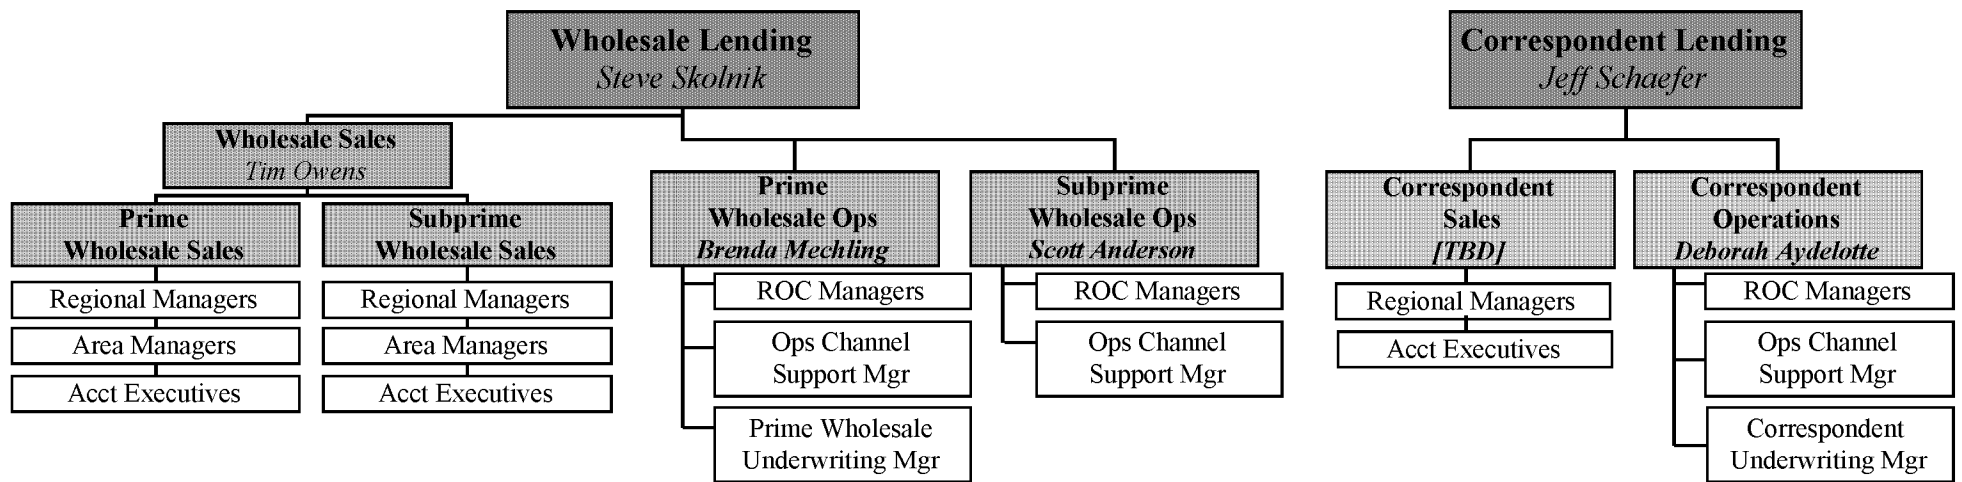 Wholesale Lending
Steve Skolnik
Correspondent Lending
Jeff Schaefer
Wholesale Sales
Tim Owens
Prime
Wholesale Sales
Regional Managers
Area Managers
Acct Executives
Subprime
Wholesale Sales
Regional Managers
Area Managers
Acct Executives
Prime
Wholesale Ops
Brenda Mechling
ROC Managers
Ops Channel
Support Mgr
Prime Wholesale
Underwriting Mgr
Subprime
Wholesale Ops
Scott Anderson
ROC Managers
Ops Channel
Support Mgr
Correspondent
Sales
[TBD]
Regional Managers
Acct Executives
Correspondent
Operations
Deborah Aydelotte
ROC Managers
Ops Channel
Support Mgr
Correspondent
Underwriting Mgr